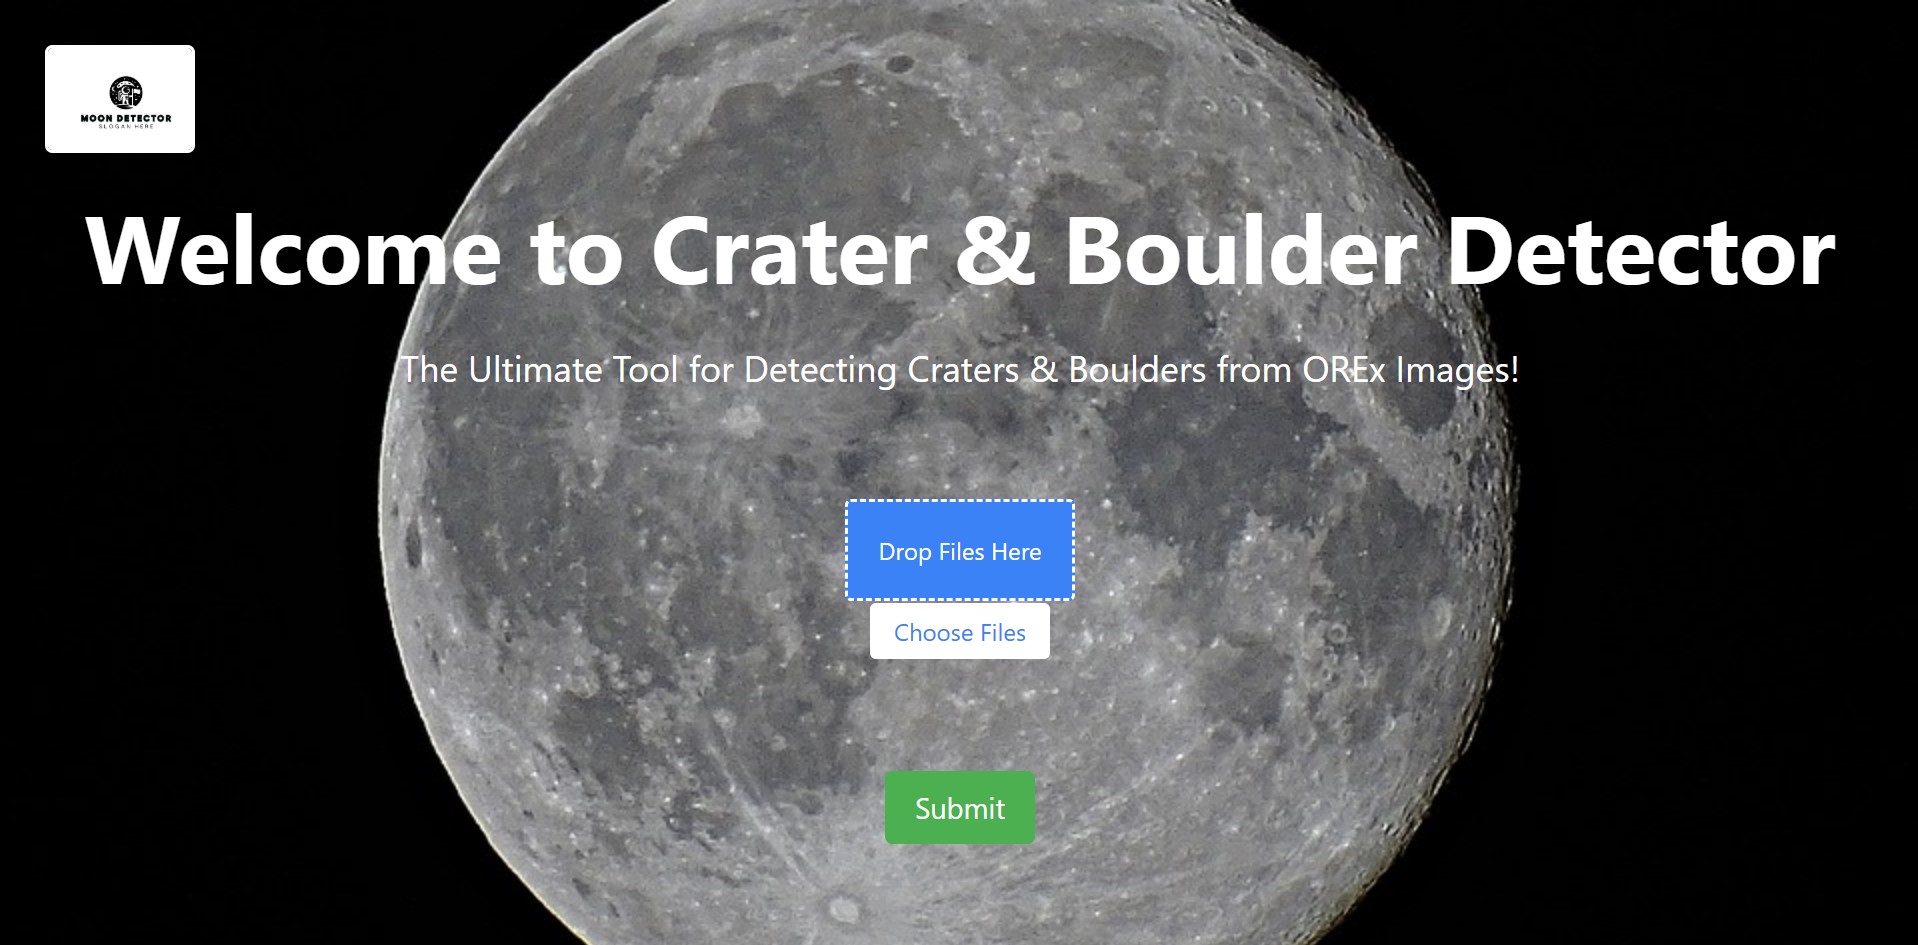 MOON DETECTOR
SLOGAN HERE
Welcome to Crater & Boulder Detector
The Ultimate Tool for Detecting Craters & Boulders from OREx Images!
Drop Files Here
Choose Files
Submit